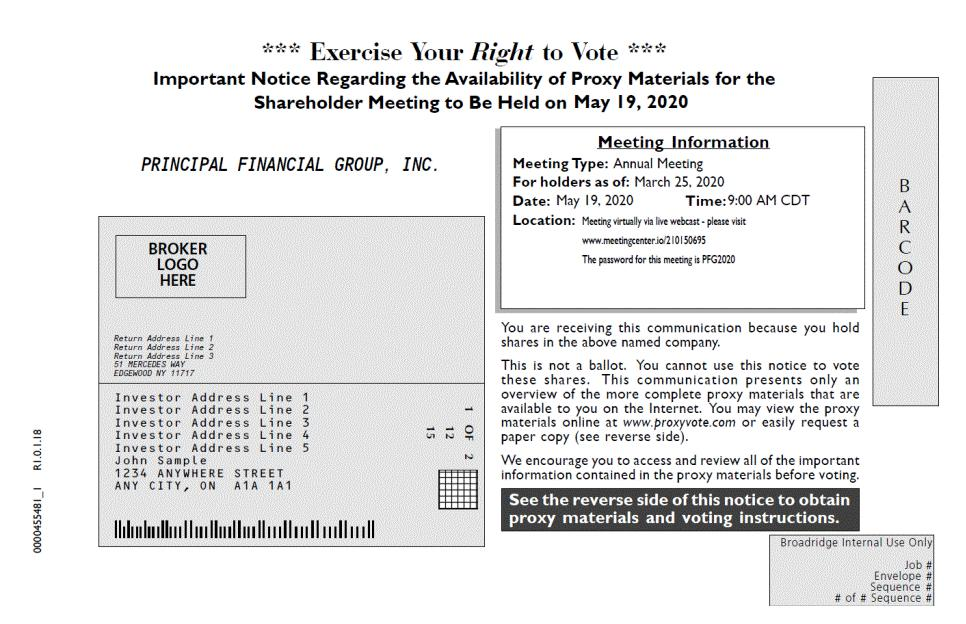 *** Exercise Your Right to Vote ***
Important Notice Regarding the Availability of Proxy Materials for the
Shareholder Meeting to Be Held on May 19, 2020
PRINCIPAL FINANCIAL GROUP, INC.
Meeting Information
Meeting Type: Annual Meeting
For holders as of: March 25, 2020
Date: May 19, 2020 Time: 9:00 AM CDT
Location: Meeting virtually via live webcast - please visit
www.meetingcenter.io/210150695
The password for this meeting is PFG2020
BARCODE
BROKER
LOGO
HERE
Return Address Line 1
Return Address Line 2
Return Address Line 3
51 MERCEDES WAY
EDGEWOOD NY 11717
Investor Address Line 1
Investor Address Line 2
Investor Address Line 3
Investor Address Line 4
Investor Address Line 5
John Sample
1234 ANYWHERE STREET
ANY CITY, ON A1A 1A1
1 OF 2
12
15
You are receiving this communication because you hold
shares in the above named company.
This is not a ballot. You cannot use this notice to vote
these shares. This communication presents only an
overview of the more complete proxy materials that are
available to you on the Internet. You may view the proxy
materials online at www.proxyvote.com or easily request a
paper copy (see reverse side).
We encourage you to access and review all of the important
information contained in the proxy materials before voting.
See the reverse side of this notice to obtain
proxy materials and voting instructions.
0000455481_1 R1.0.1.18
Broadridge Internal Use Only
Job #
Envelope #
Sequence #
# of # Sequence #